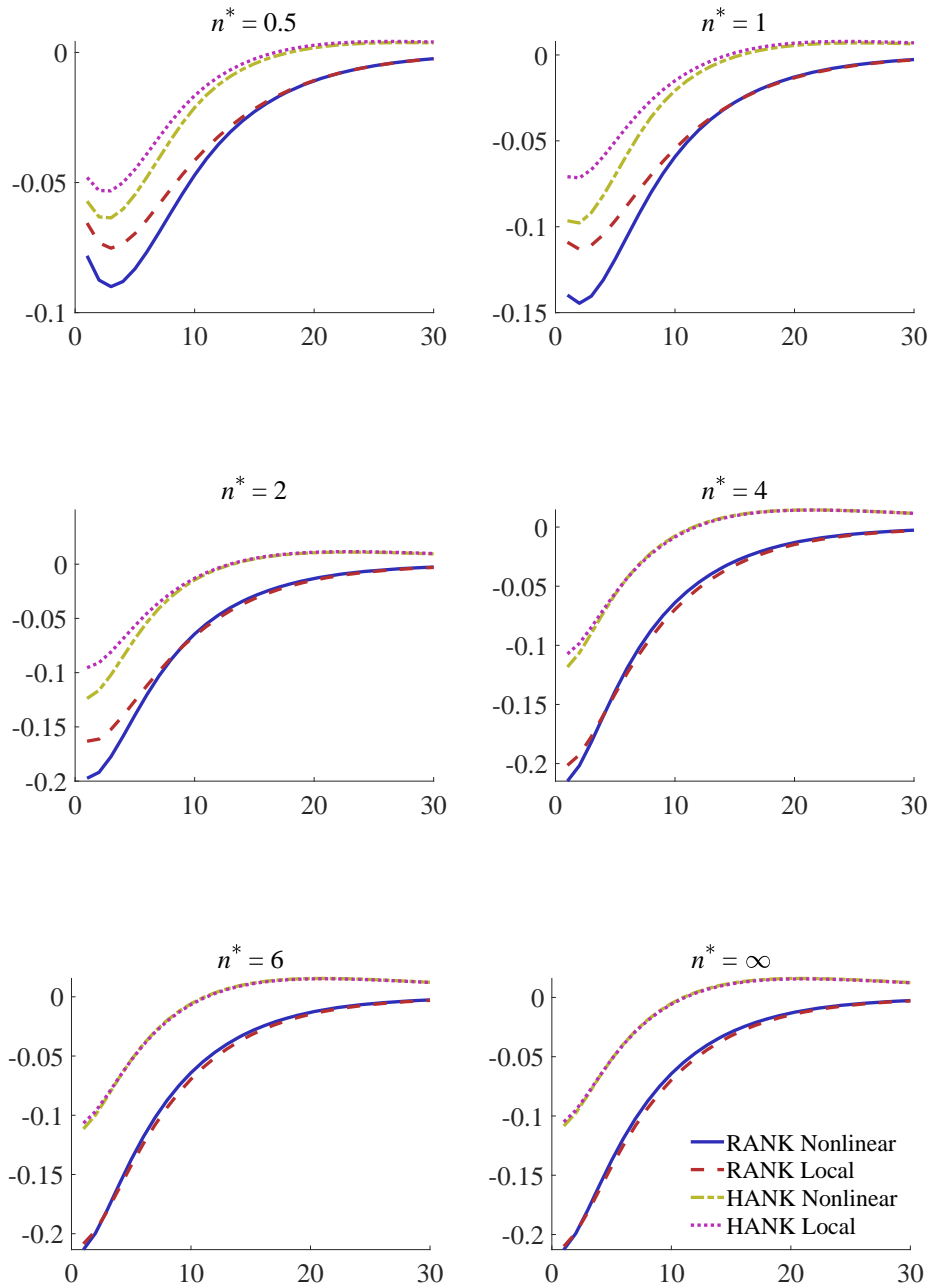 n* = 0.5
0
-0.05
-0.1
0 10 20 30
n* = 1
0
-0.05
-0.1
-0.15
0 10 20 30
n* = 2
0
-0.05
-0.1
-0.15
-0.2
0 10 20 30
n* = 4
0
-0.05
-0.1
-0.15
-0.2
0 10 20 30
n* = 6
0
-0.05
-0.1
-0.15
-0.2
0 10 20 30
n* = ∞
0
-0.05
-0.1
-0.15
-0.2
0 10 20 30
RANK Nonlinear
RANK Local
HANK Nonlinear
HANK Local